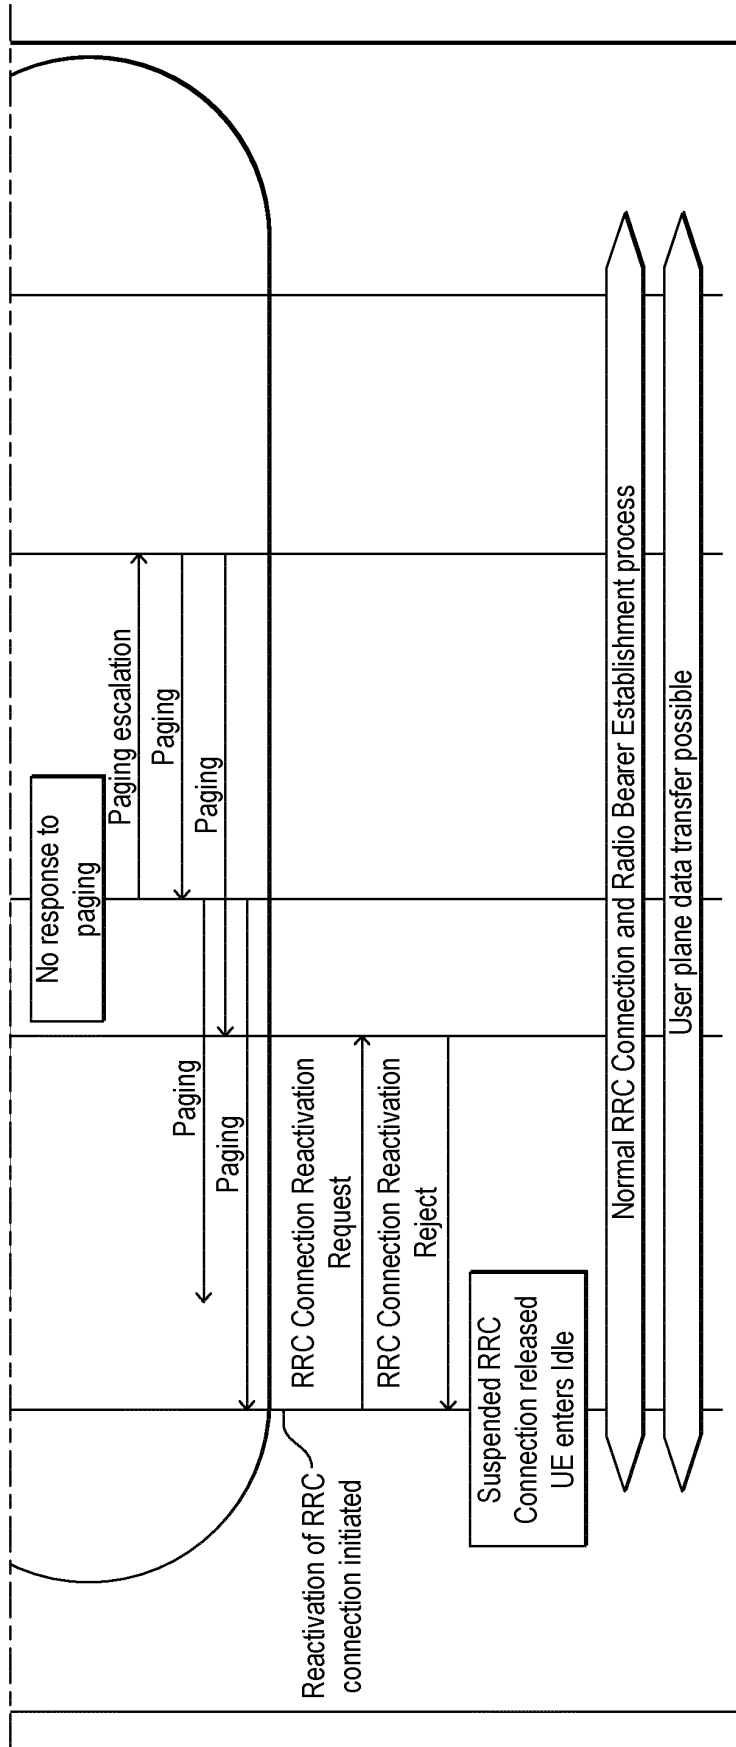 No response to
paging
Paging escalation
Paging
Paging
Paging
Paging
Reactivation of RRC
connection initiated
RRC Connection Reactivation
Request
RRC Connection Reactivation
Reject
Suspended RRC
Connection released
UE enters Idle
Normal RRC Connection and Radio Bearer Establishment process
User plane data transfer possible